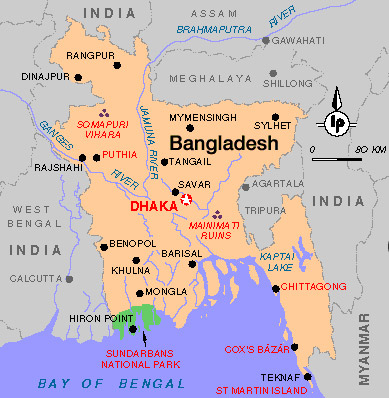 INDIA
ASSAM
BRAHMAPUTRA
RIVER
GAWAHATI
RANGPUR
DINAJPUR
MEGHALAYA
SHILLONG
JAMUNA RIVER
SOMAPURI
VIHARA
MYMENSINGH
SYLHET
lp
Bangladesh
GANGES
RIVER
PUTHIA
RAJSHAHI
TANGAIL
0 80 KM
SAVAR
DHAKA
AGARTALA
TRIPURA
MAINIMATI
RUINS
WEST
BENGAL
INDIA
INDIA
BENOPOL
BARISAL
KHULNA
KAPTAI
LAKE
CALCUTTA
MONGLA
CHITTAGONG
HIRON POINT
MYANMAR
SUNDARBANS
NATIONAL PARK
COX'S BÁZÁR
BAY OF BENGAL
TEKNAF
ST MARTIN ISLAND